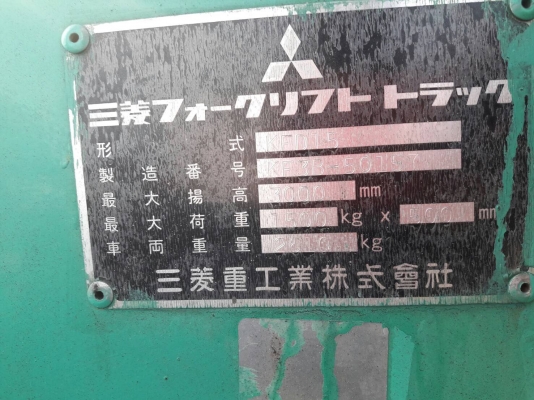 三菱フォークリフト トラック
形式
製造番号
最大揚高 mm
最大荷重 kg x mm
車両重量 kg
三菱重工業株式會社